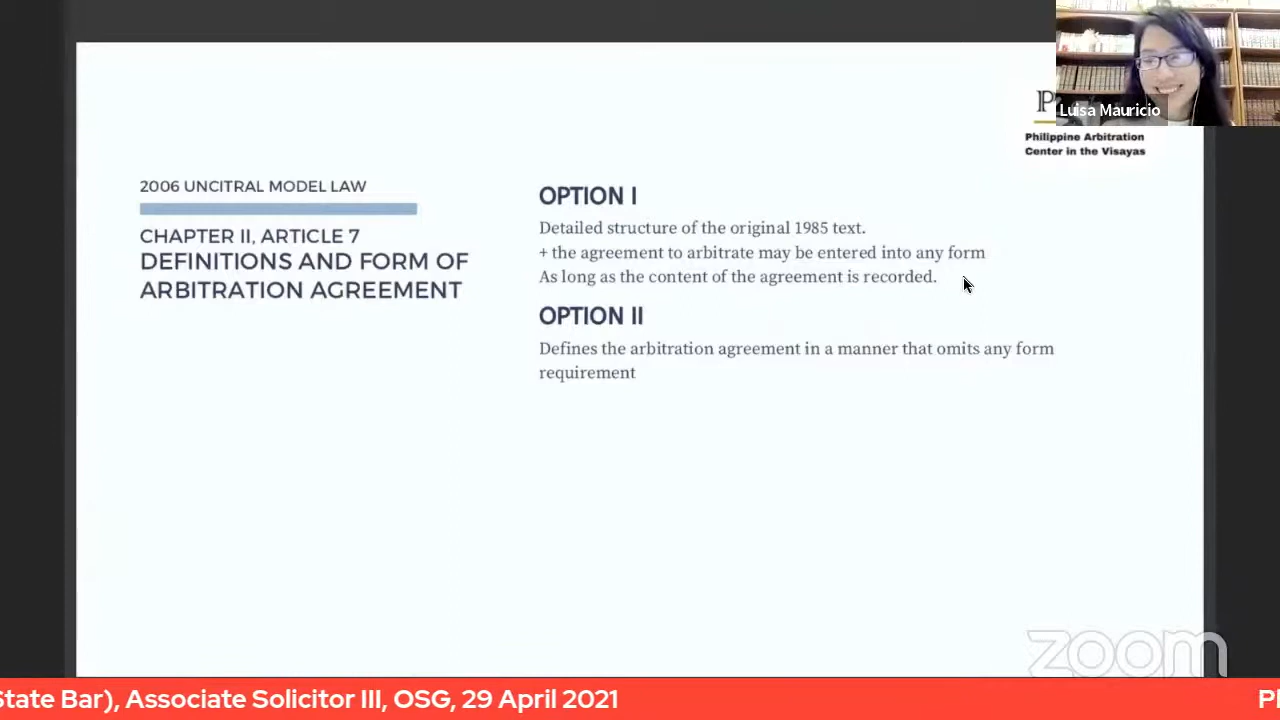 Luisa Mauricio
Philippine Arbitration
Center in the Visayas
2006 UNCITRAL MODEL LAW
CHAPTER II, ARTICLE 7
DEFINITIONS AND FORM OF
ARBITRATION AGREEMENT
OPTION I
Detailed structure of the original 1985 text.
+ the agreement to arbitrate may be entered into any form
As long as the content of the agreement is recorded.
OPTION II
Defines the arbitration agreement in a manner that omits any form
requirement
zoom
State Bar), Associate Solicitor III, OSG, 29 April 2021